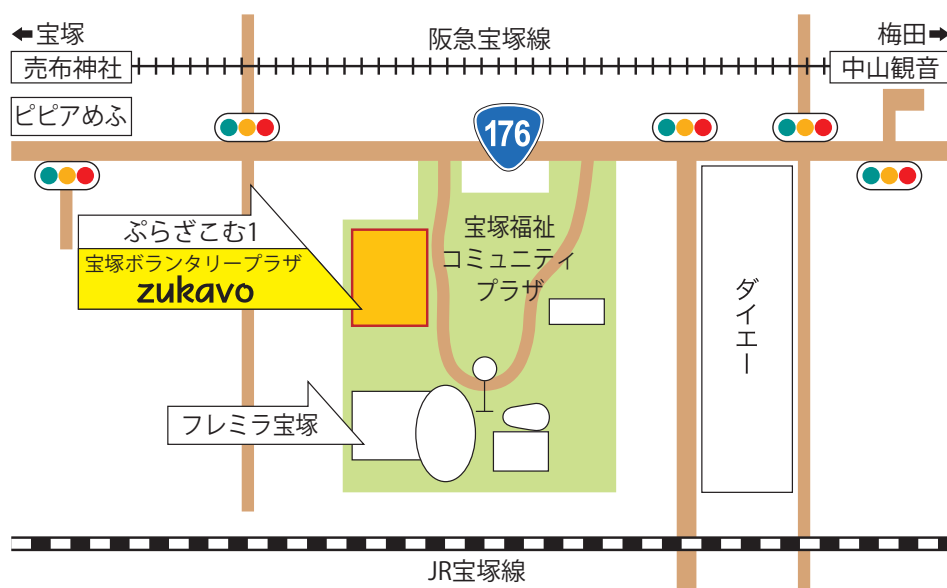 宝塚
阪急宝塚線
梅田
売布神社
中山観音
ピピアめふ
176
ぷらざこむ1
宝塚ボランタリープラザ
zukavo
宝塚福祉
コミュニティ
プラザ
ダイエー
フレミラ宝塚
JR宝塚線